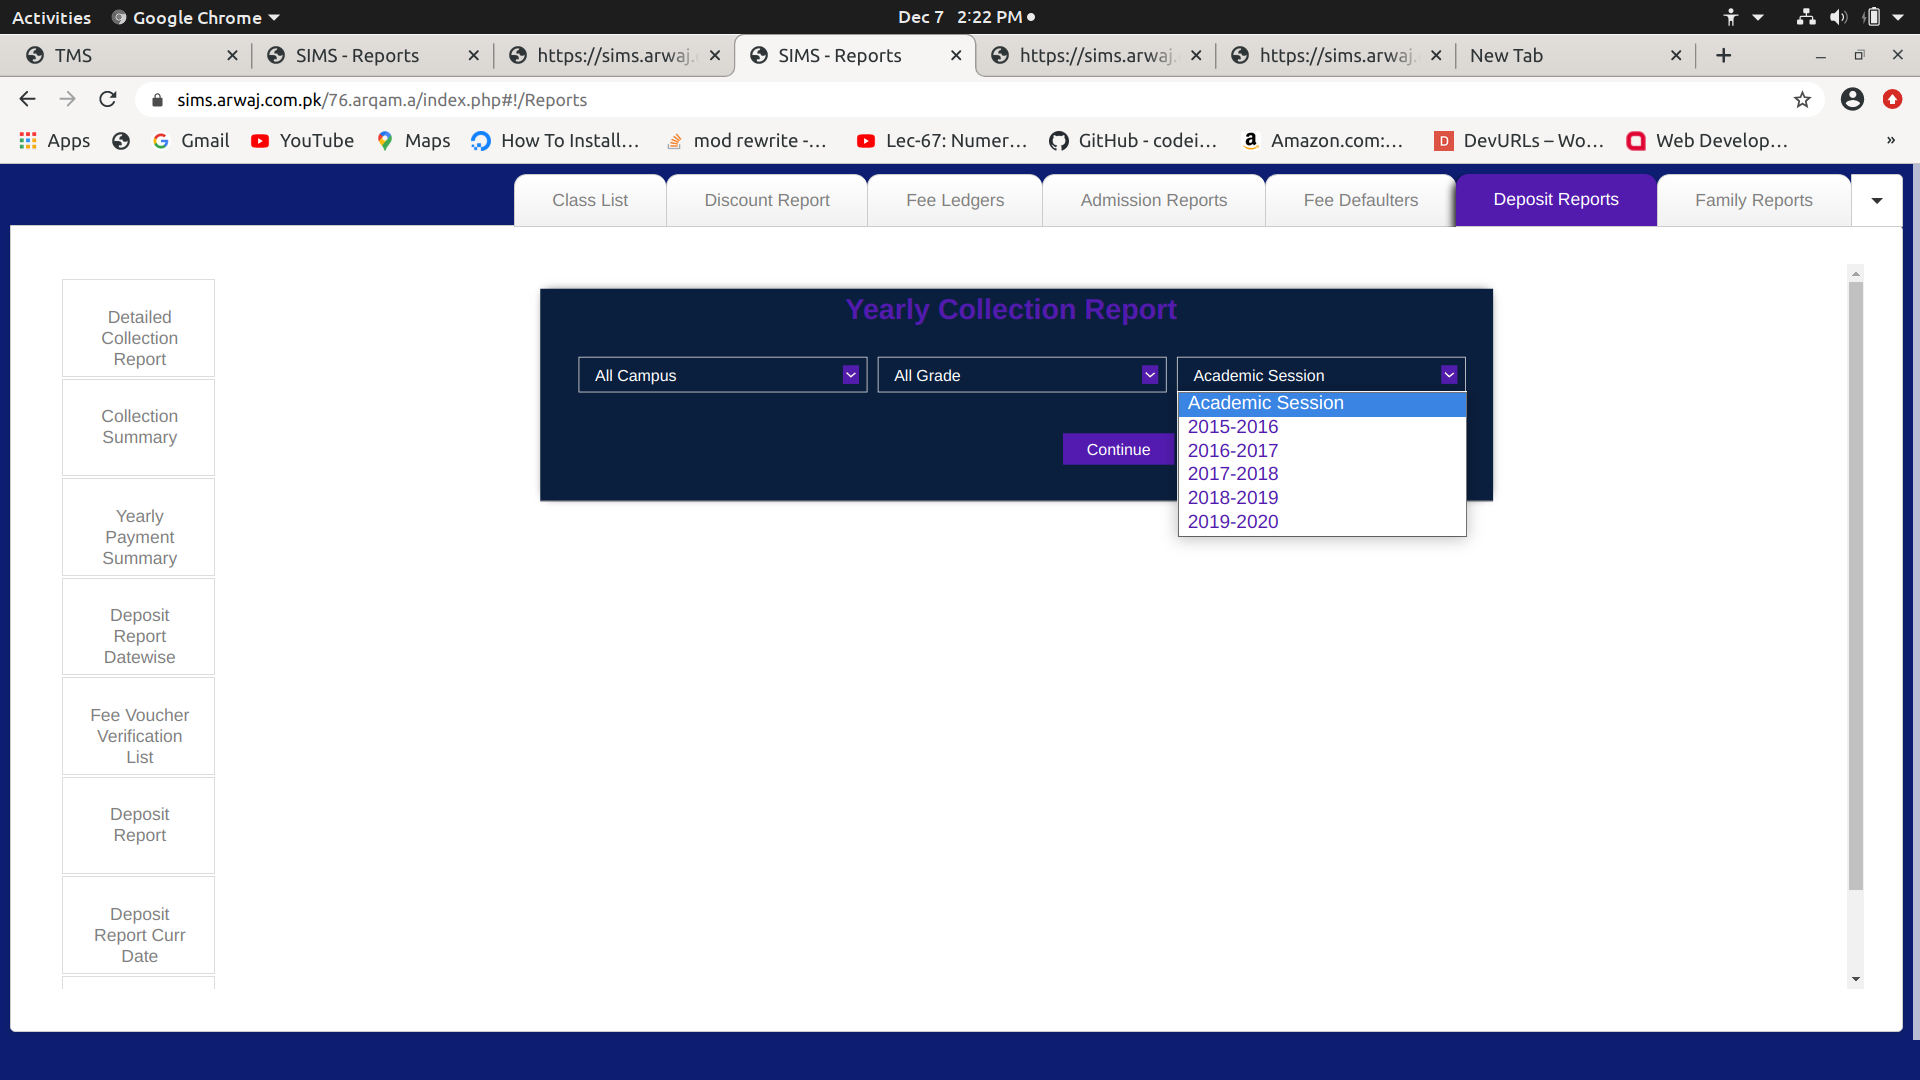 Activities Google Chrome Dec 7 2:22 PM
TMS SIMS - Reports https://sims.arwaj. SIMS - Reports https://sims.arwaj. https://sims.arwaj. New Tab
sims.arwaj.com.pk/76.arqam.a/index.php#!/Reports
Apps Gmail YouTube Maps How To Install… mod rewrite -… Lec-67: Numer… GitHub - codei… Amazon.com:… DevURLs – Wo… Web Develop… »
Class List Discount Report Fee Ledgers Admission Reports Fee Defaulters Deposit Reports Family Reports
Detailed
Collection
Report
Collection
Summary
Yearly
Payment
Summary
Deposit
Report
Datewise
Fee Voucher
Verification
List
Deposit
Report
Deposit
Report Curr
Date
Yearly Collection Report
All Campus All Grade Academic Session
Academic Session
2015-2016
2016-2017
2017-2018
2018-2019
2019-2020
Continue